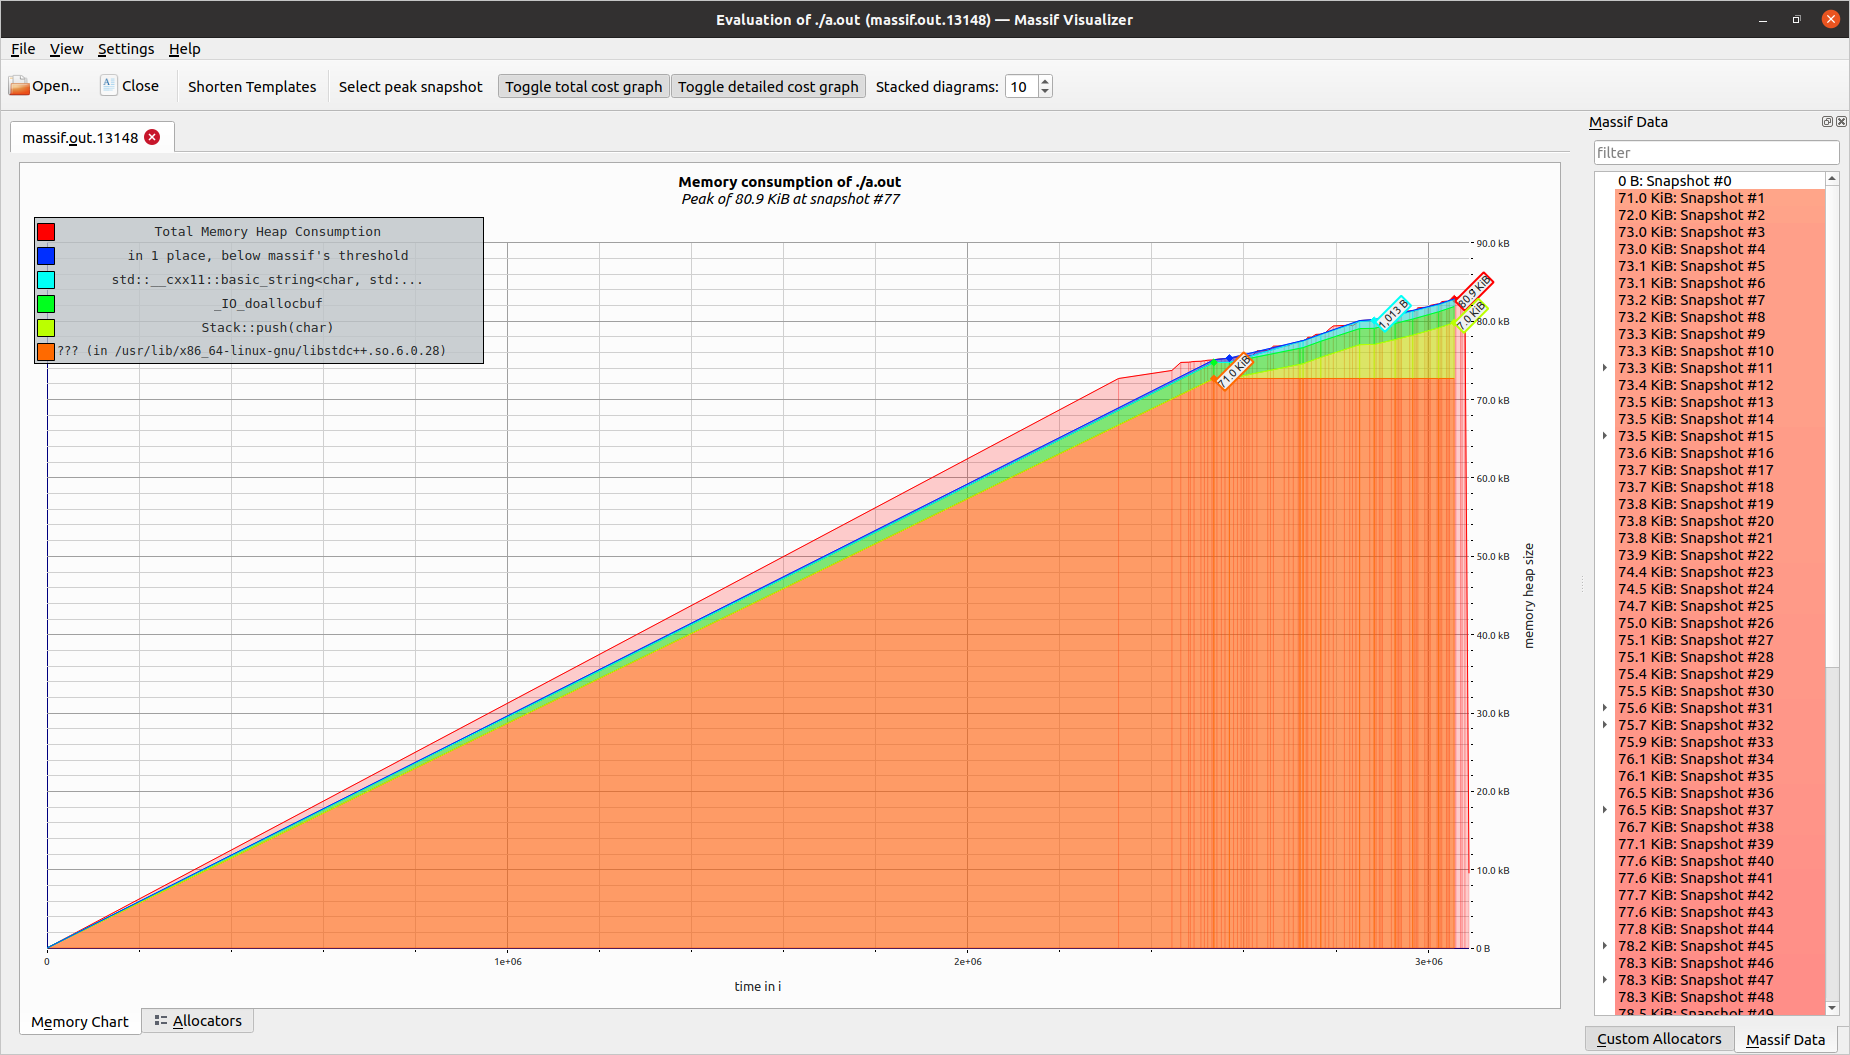 Evaluation of ./a.out (massif.out.13148) — Massif Visualizer
File View Settings Help
Open... Close Shorten Templates Select peak snapshot Toggle total cost graph Toggle detailed cost graph Stacked diagrams: 10
massif.out.13148
Memory consumption of ./a.out
Peak of 80.9 KiB at snapshot #77
Total Memory Heap Consumption
in 1 place, below massif's threshold
std::__cxx11::basic_string<char, std:...
_IO_doallocbuf
Stack::push(char)
??? (in /usr/lib/x86_64-linux-gnu/libstdc++.so.6.0.28)
90.0 kB
80.0 kB
70.0 kB
60.0 kB
50.0 kB
40.0 kB
30.0 kB
20.0 kB
10.0 kB
0 B
80.9 KiB
7.0 KiB
1,013 B
71.0 KiB
memory heap size
0 1e+06 2e+06 3e+06
time in i
Memory Chart Allocators
Massif Data
filter
0 B: Snapshot #0
71.0 KiB: Snapshot #1
72.0 KiB: Snapshot #2
73.0 KiB: Snapshot #3
73.0 KiB: Snapshot #4
73.1 KiB: Snapshot #5
73.1 KiB: Snapshot #6
73.2 KiB: Snapshot #7
73.2 KiB: Snapshot #8
73.3 KiB: Snapshot #9
73.3 KiB: Snapshot #10
73.3 KiB: Snapshot #11
73.4 KiB: Snapshot #12
73.5 KiB: Snapshot #13
73.5 KiB: Snapshot #14
73.5 KiB: Snapshot #15
73.6 KiB: Snapshot #16
73.7 KiB: Snapshot #17
73.7 KiB: Snapshot #18
73.8 KiB: Snapshot #19
73.8 KiB: Snapshot #20
73.8 KiB: Snapshot #21
73.9 KiB: Snapshot #22
74.4 KiB: Snapshot #23
74.5 KiB: Snapshot #24
74.7 KiB: Snapshot #25
75.0 KiB: Snapshot #26
75.1 KiB: Snapshot #27
75.1 KiB: Snapshot #28
75.4 KiB: Snapshot #29
75.5 KiB: Snapshot #30
75.6 KiB: Snapshot #31
75.7 KiB: Snapshot #32
75.9 KiB: Snapshot #33
76.1 KiB: Snapshot #34
76.1 KiB: Snapshot #35
76.5 KiB: Snapshot #36
76.5 KiB: Snapshot #37
76.7 KiB: Snapshot #38
77.1 KiB: Snapshot #39
77.6 KiB: Snapshot #40
77.6 KiB: Snapshot #41
77.7 KiB: Snapshot #42
77.6 KiB: Snapshot #43
77.8 KiB: Snapshot #44
78.2 KiB: Snapshot #45
78.3 KiB: Snapshot #46
78.3 KiB: Snapshot #47
78.3 KiB: Snapshot #48
78.5 KiB: Snapshot #49
Custom Allocators Massif Data